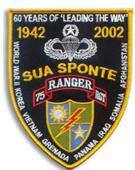 60 YEARS OF 'LEADING THE WAY'
1942 2002
SUA SPONTE
75 RANGER RGT
WORLD WAR II KOREA VIETNAM GRENADA PANAMA IRAQ SOMALIA AFGHANISTAN